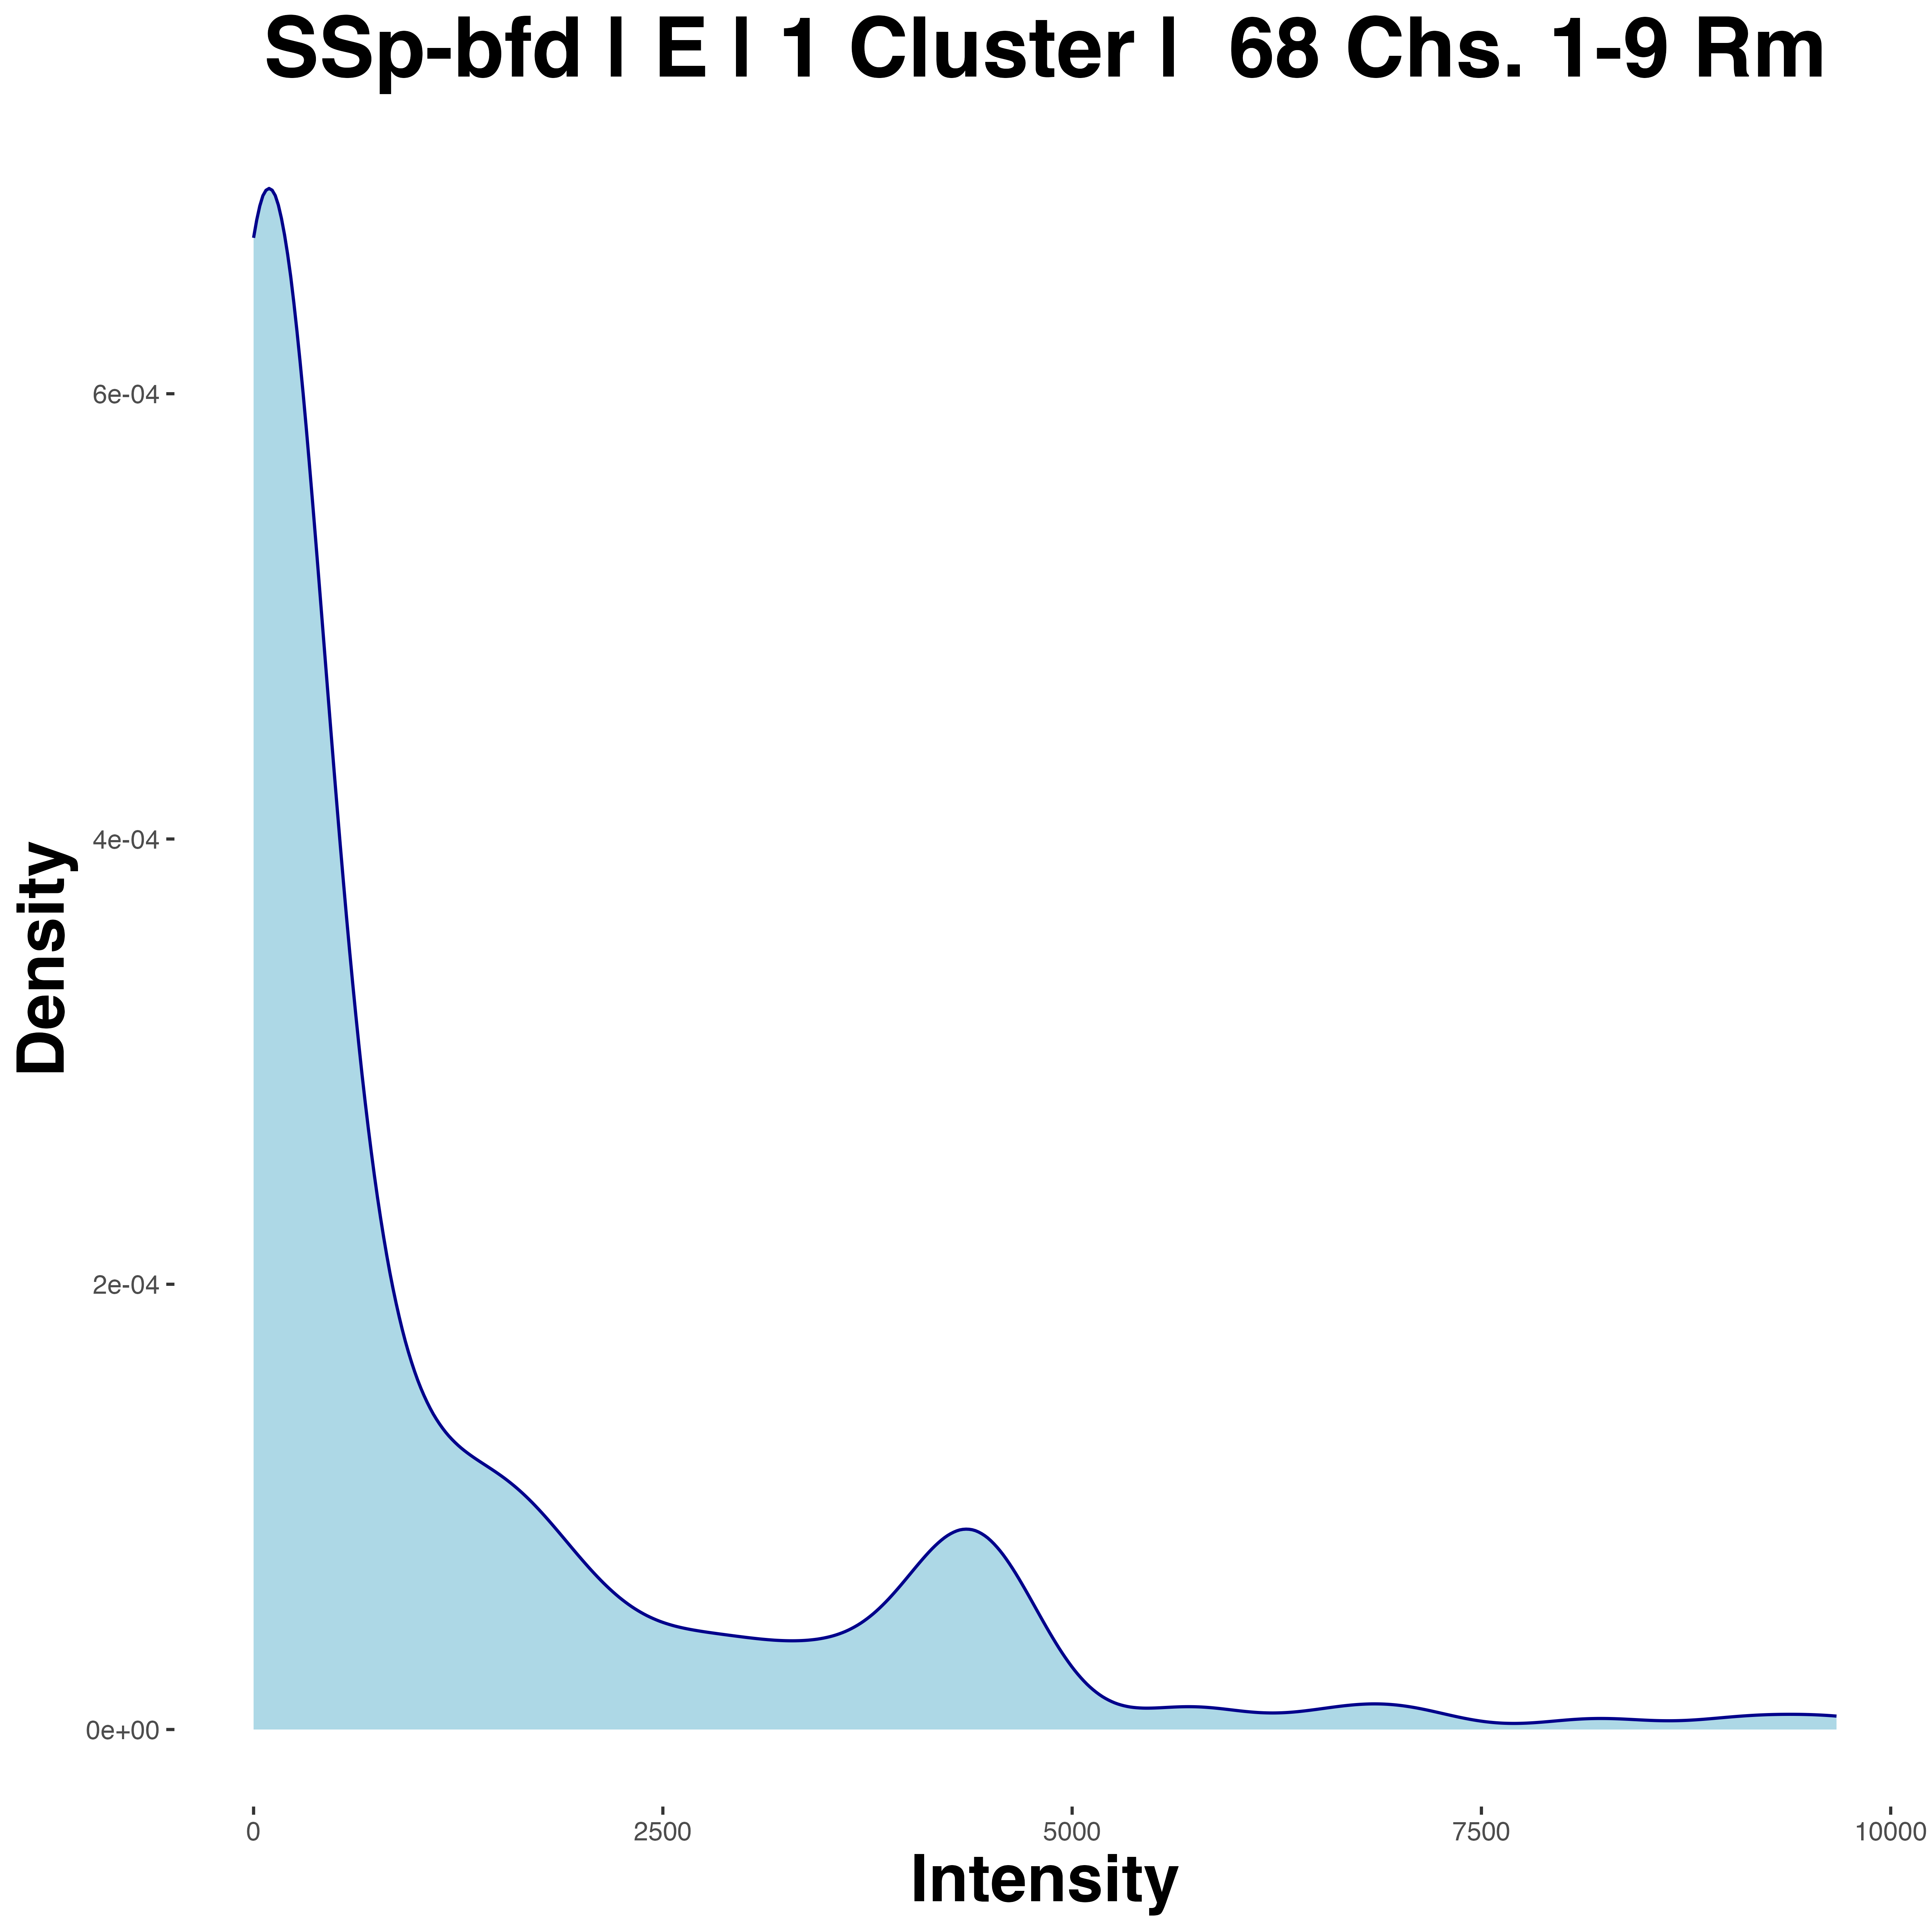 SSp-bfd | E | 1 Cluster |  68 Chs. 1-9 Rm
6e-04
4e-04
2e-04
0e+00
Density
0 2500 5000 7500 10000
Intensity